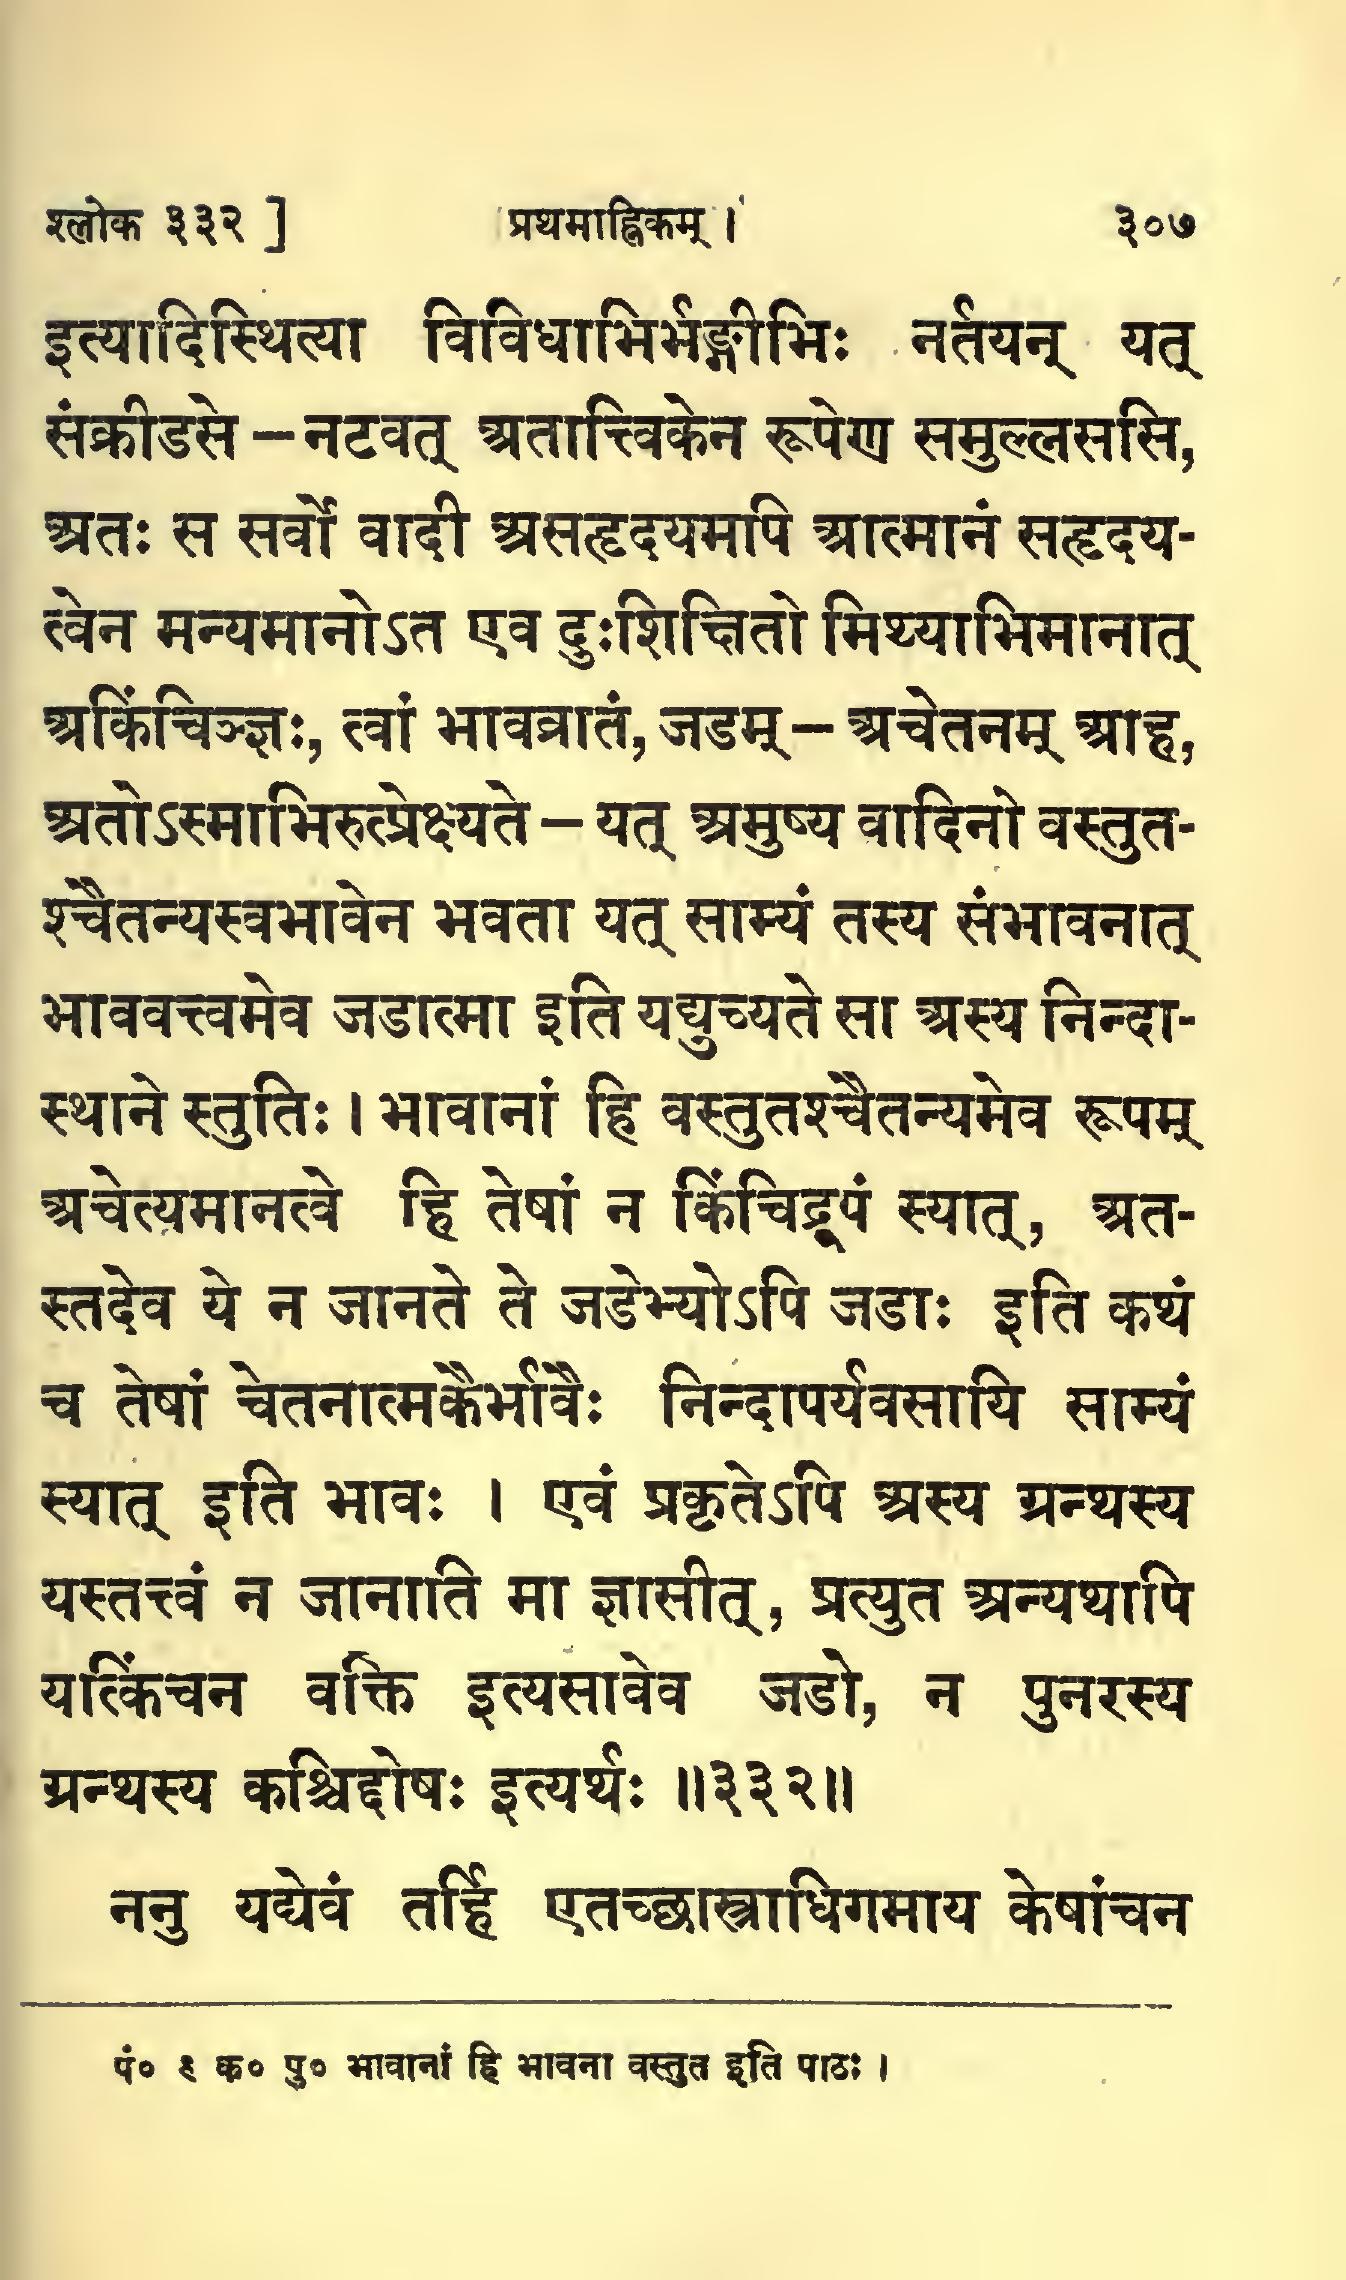 श्लोक ३३२ ] प्रथमाह्निकम् । ३०७
इत्यादिस्थित्या विविधाभिर्भङ्गीभिः नर्तयन् यत्
संक्रीडसे – नटवत् अतात्त्विकेन रूपेण समुल्लससि,
अतः स सर्वो वादी असहृदयमपि आत्मानं सहृदय-
त्वेन मन्यमानोऽत एव दुःशिक्षितो मिथ्याभिमानात्
अकिंचिज्ज्ञः, त्वां भावव्रातं, जडम् – अचेतनम् आह,
अतोऽस्माभिरुत्प्रेक्ष्यते – यत् अमुष्य वादिनो वस्तुत-
श्चैतन्यस्वभावेन भवता यत् साम्यं तस्य संभावनात्
भाववत्त्वमेव जडात्मा इति यद्युच्यते सा अस्य निन्दा-
स्थाने स्तुतिः । भावानां हि वस्तुतश्चैतन्यमेव रूपम्
अचेत्यमानत्वे हि तेषां न किंचिद्रूपं स्यात्, अत-
स्तदेव ये न जानते ते जडेभ्योऽपि जडाः इति कथं
च तेषां चेतनात्मकैर्भावैः निन्दापर्यवसायि साम्यं
स्यात् इति भावः । एवं प्रकृतेऽपि अस्य ग्रन्थस्य
यस्तत्त्वं न जानाति मा ज्ञासीत्, प्रत्युत अन्यथापि
यत्किंचन वक्ति इत्यसावेव जडो, न पुनरस्य
ग्रन्थस्य कश्चिद्दोषः इत्यर्थः ॥३३२॥
ननु यद्येवं तर्हि एतच्छास्त्राधिगमाय केषांचन
पं० ९ क० पु० भावानां हि भावना वस्तुत इति पाठः ।